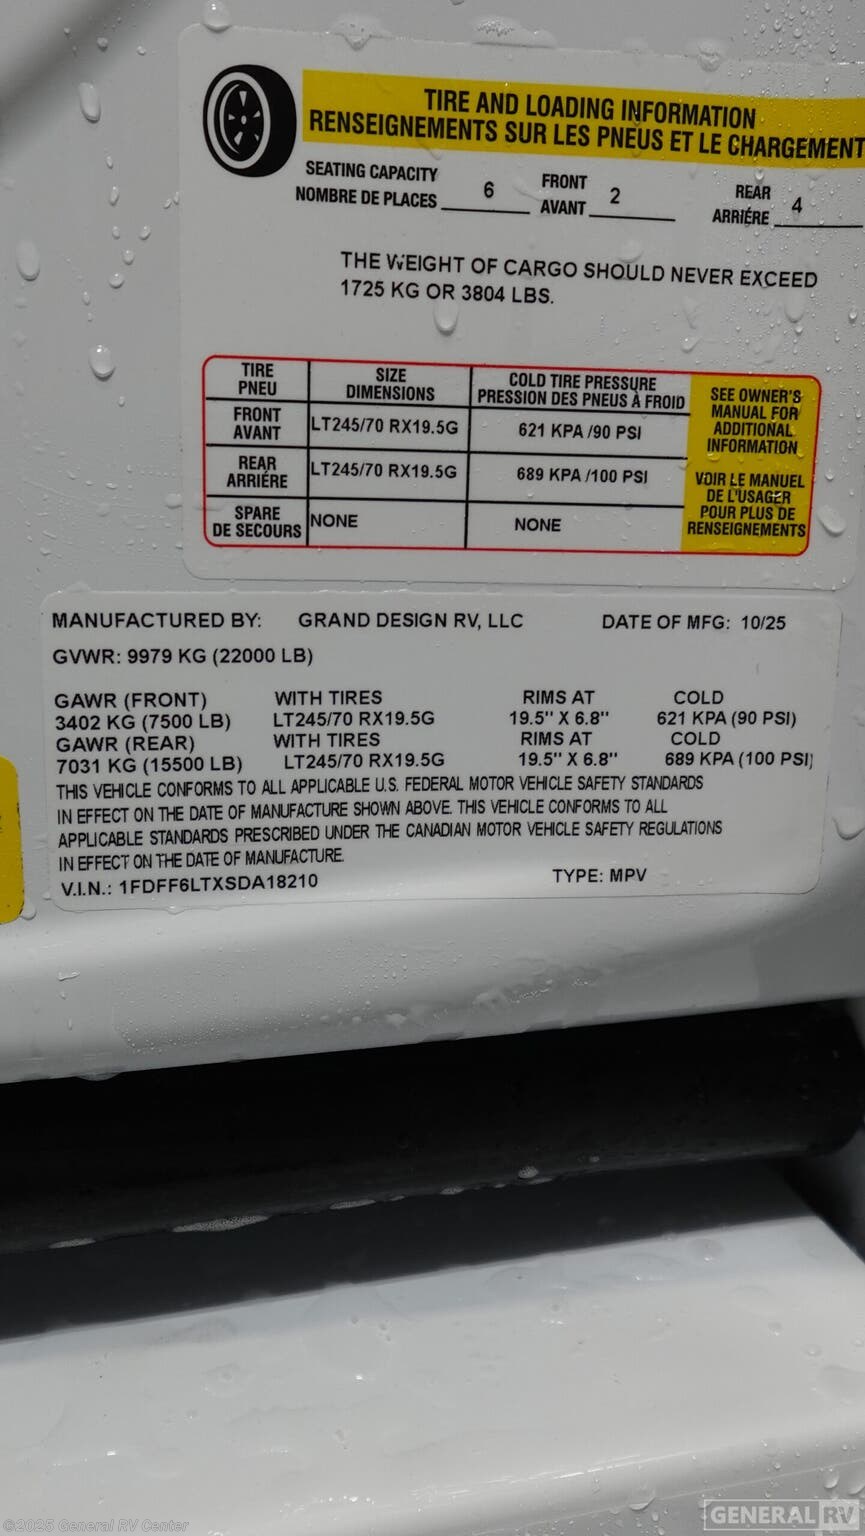 TIRE AND LOADING INFORMATION
RENSEIGNEMENTS SUR LES PNEUS ET LE CHARGEMENT
SEATING CAPACITY
NOMBRE DE PLACES 6 FRONT AVANT 2 REAR ARRIÉRE 4
THE WEIGHT OF CARGO SHOULD NEVER EXCEED
1725 KG OR 3804 LBS.
TIRE PNEU SIZE DIMENSIONS COLD TIRE PRESSURE PRESSION DES PNEUS À FROID
FRONT AVANT LT245/70 RX19.5G 621 KPA /90 PSI
REAR ARRIÉRE LT245/70 RX19.5G 689 KPA /100 PSI
SPARE DE SECOURS NONE NONE
SEE OWNER'S
MANUAL FOR
ADDITIONAL
INFORMATION
VOIR LE MANUEL
DE L'USAGER
POUR PLUS DE
RENSEIGNEMENTS
MANUFACTURED BY: GRAND DESIGN RV, LLC DATE OF MFG: 10/25
GVWR: 9979 KG (22000 LB)
GAWR (FRONT) WITH TIRES RIMS AT COLD
3402 KG (7500 LB) LT245/70 RX19.5G 19.5" X 6.8" 621 KPA (90 PSI)
GAWR (REAR) WITH TIRES RIMS AT COLD
7031 KG (15500 LB) LT245/70 RX19.5G 19.5" X 6.8" 689 KPA (100 PSI)
THIS VEHICLE CONFORMS TO ALL APPLICABLE U.S. FEDERAL MOTOR VEHICLE SAFETY STANDARDS
IN EFFECT ON THE DATE OF MANUFACTURE SHOWN ABOVE. THIS VEHICLE CONFORMS TO ALL
APPLICABLE STANDARDS PRESCRIBED UNDER THE CANADIAN MOTOR VEHICLE SAFETY REGULATIONS
IN EFFECT ON THE DATE OF MANUFACTURE.
V.I.N.: 1FDFF6LTXSDA18210 TYPE: MPV
©2025 General RV Center
GENERAL RV